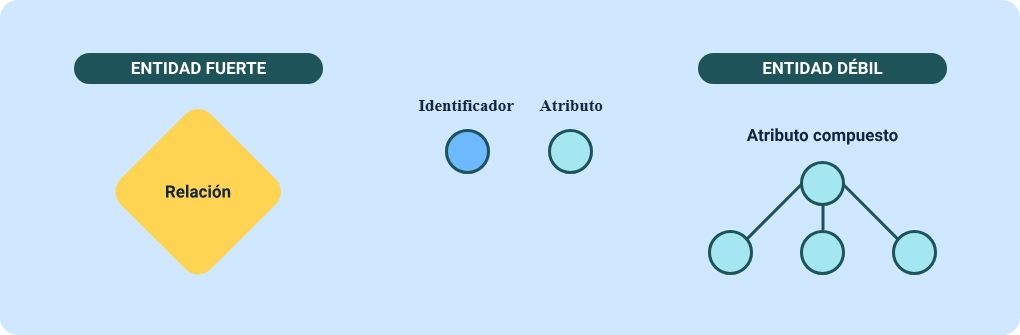 ENTIDAD FUERTE
ENTIDAD DÉBIL
Identificador
Atributo
Atributo compuesto
Relación